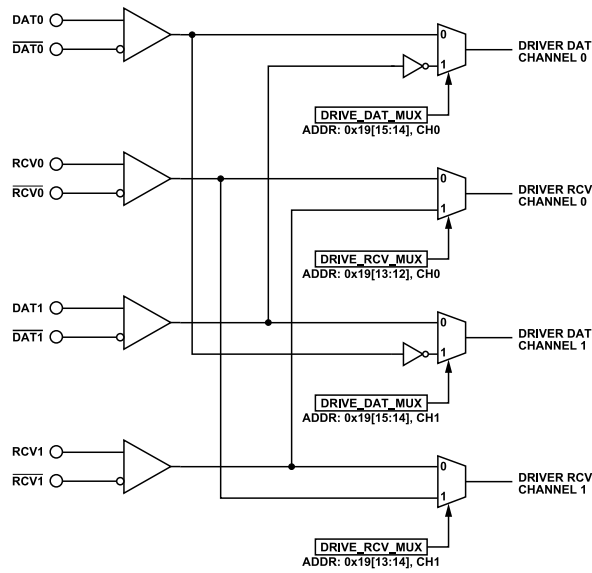 DAT0
DAT0
0
1
DRIVER DAT
CHANNEL 0
DRIVE_DAT_MUX
ADDR: 0x19[15:14], CH0
RCV0
RCV0
0
1
DRIVER RCV
CHANNEL 0
DRIVE_RCV_MUX
ADDR: 0x19[13:12], CH0
DAT1
DAT1
0
1
DRIVER DAT
CHANNEL 1
DRIVE_DAT_MUX
ADDR: 0x19[15:14], CH1
RCV1
RCV1
0
1
DRIVER RCV
CHANNEL 1
DRIVE_RCV_MUX
ADDR: 0x19[13:14], CH1